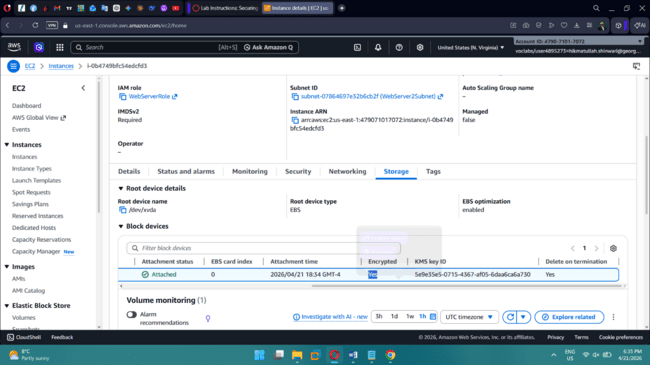 Lab Instructions: Securing
Instance details | EC2 | us-
VPN
us-east-1.console.aws.amazon.com/ec2/home
aws
Search
[Alt+S]
Ask Amazon Q
United States (N. Virginia)
Account ID: 4790-7101-7072
EC2
Instances
i-0b4749bfc54edcfd3
EC2
Dashboard
AWS Global View
Events
Instances
Instances
Instance Types
Launch Templates
Spot Requests
Savings Plans
Reserved Instances
Dedicated Hosts
Capacity Reservations
Capacity Manager New
Images
AMIs
AMI Catalog
Elastic Block Store
Volumes
IAM role
WebServerRole
Subnet ID
subnet-07864697e32b6cb2f (WebServer2Subnet)
Auto Scaling Group name
–
IMDSv2
Required
Instance ARN
arn:aws:ec2:us-east-1:479071017072:instance/i-0b4749bfc54edcfd3
Managed
false
Operator
–
Details
Status and alarms
Monitoring
Security
Networking
Storage
Tags
Root device details
Root device name
/dev/xvda
Root device type
EBS
EBS optimization
enabled
Block devices
Filter block devices
1
Attachment status
EBS card index
Attachment time
Encrypted
KMS key ID
Delete on termination
Attached
0
2026/04/21 18:34 GMT-4
Yes
5e9e35e5-0715-4367-af05-6daa6ca6a730
Yes
Volume monitoring (1)
Alarm recommendations
Investigate with AI - new
3h
1d
1w
1h
UTC timezone
Explore related
CloudShell
Feedback
© 2026, Amazon Web Services, Inc. or its affiliates.
Privacy
Terms
Cookie preferences
8°C
Partly sunny
ENG
US
6:35 PM
4/21/2026